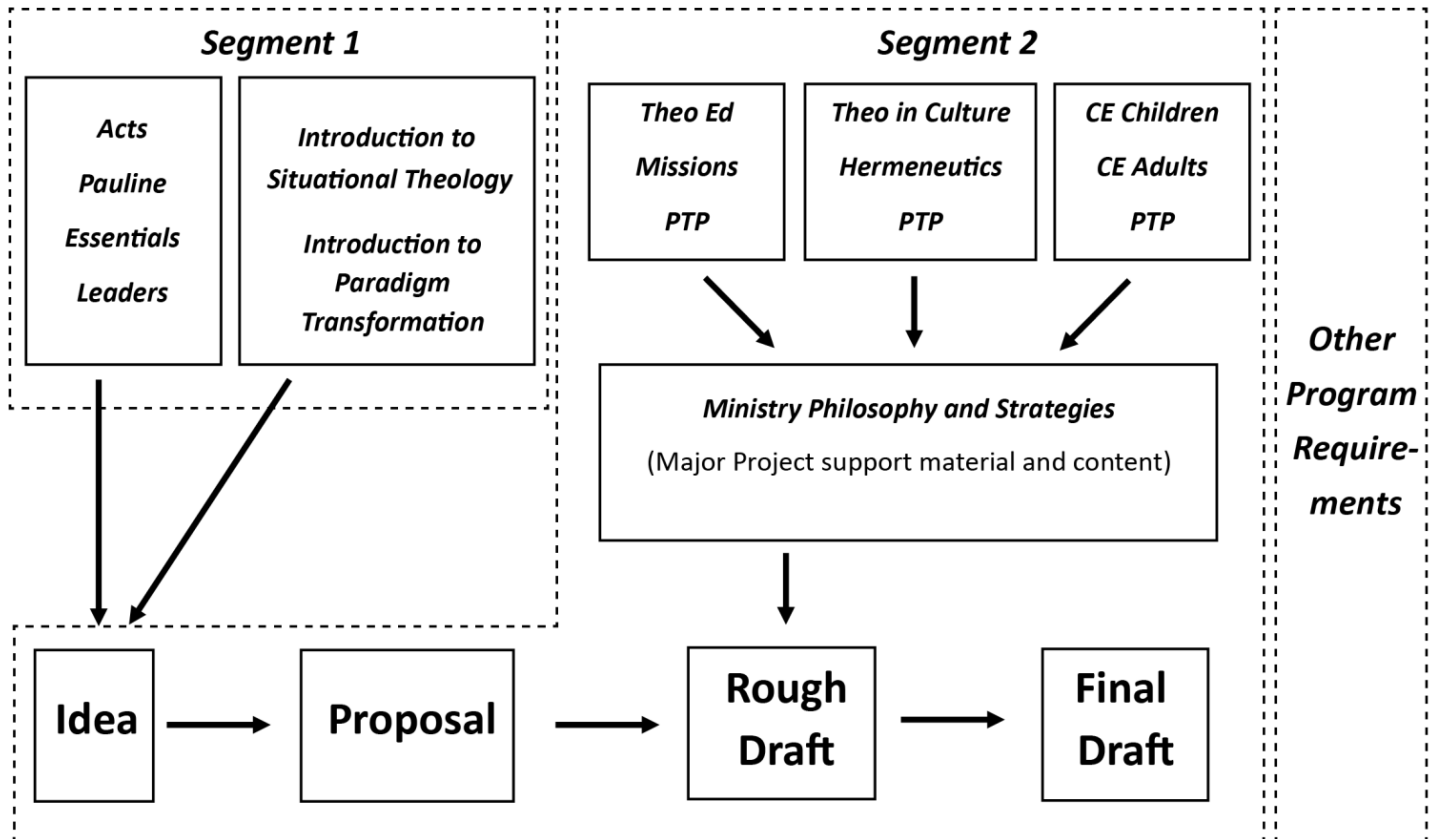 Segment 1
Acts
Pauline
Essentials
Leaders
Introduction to
Situational Theology
Introduction to
Paradigm
Transformation
Segment 2
Theo Ed
Missions
PTP
Theo in Culture
Hermeneutics
PTP
CE Children
CE Adults
PTP
Ministry Philosophy and Strategies
(Major Project support material and content)
Other
Program
Require-
ments
Idea
Proposal
Rough
Draft
Final
Draft